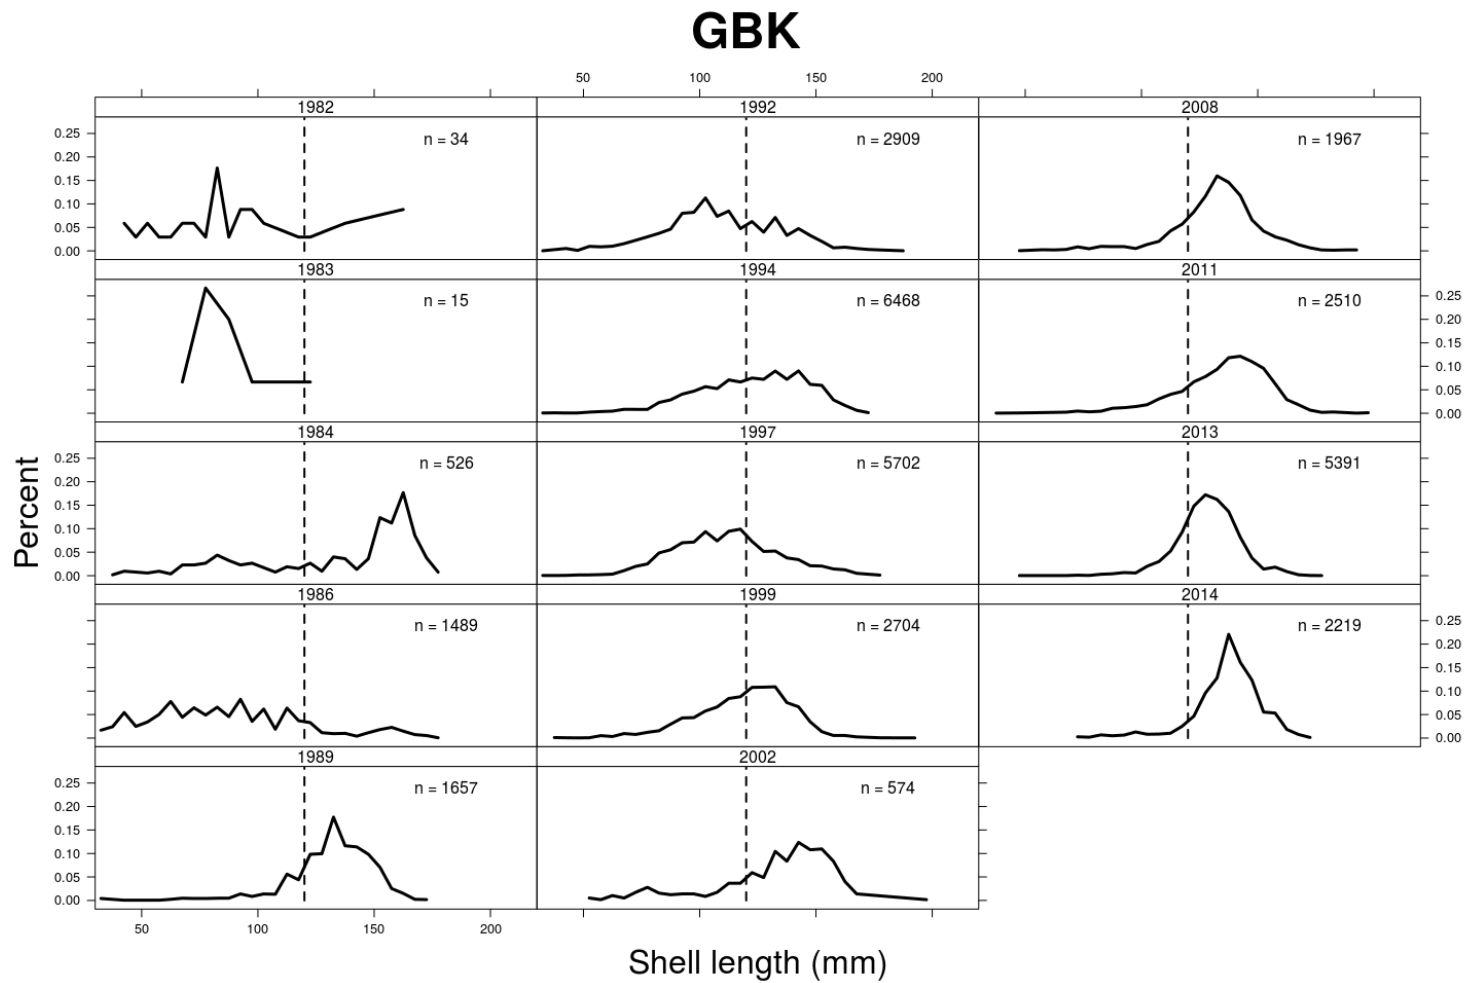 GBK
50 100 150 200
1982 1992 2008
n = 34 n = 2909 n = 1967
0.25
0.20
0.15
0.10
0.05
0.00
1983 1994 2011
n = 15 n = 6468 n = 2510
0.25
0.20
0.15
0.10
0.05
0.00
1984 1997 2013
n = 526 n = 5702 n = 5391
0.25
0.20
0.15
0.10
0.05
0.00
Percent
1986 1999 2014
n = 1489 n = 2704 n = 2219
0.25
0.20
0.15
0.10
0.05
0.00
1989 2002
n = 1657 n = 574
0.25
0.20
0.15
0.10
0.05
0.00
50 100 150 200
Shell length (mm)